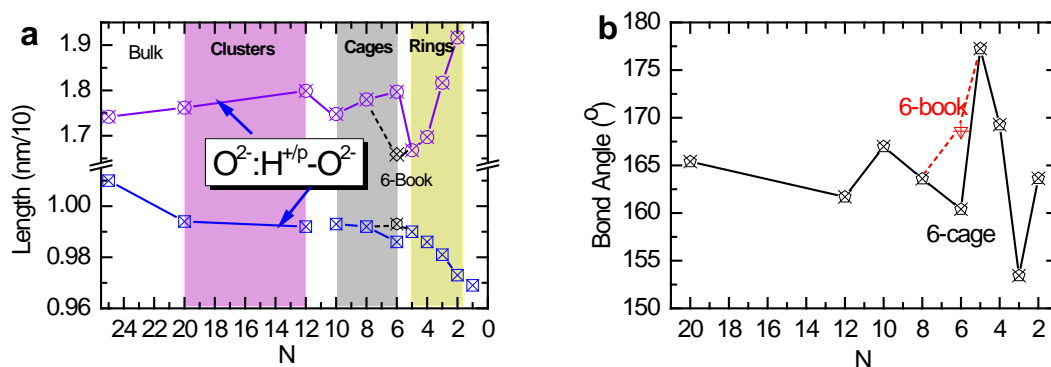 a
Bulk
Clusters
Cages
Rings
Length (nm/10)
1.9
1.8
1.7
1.00
0.98
0.96
O²⁻:H⁺/ᵖ-O²⁻
6-Book
24 22 20 18 16 14 12 10 8 6 4 2 0
N
b
Bond Angle (⁰)
180
175
170
165
160
155
150
6-book
6-cage
20 18 16 14 12 10 8 6 4 2
N